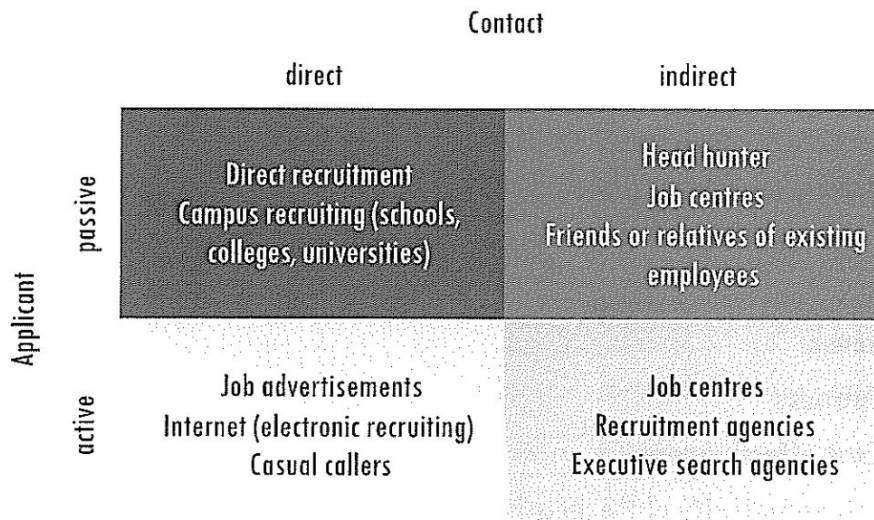 Contact
direct
indirect
Applicant
passive
Direct recruitment
Campus recruiting (schools,
colleges, universities)
Head hunter
Job centres
Friends or relatives of existing
employees
active
Job advertisements
Internet (electronic recruiting)
Casual callers
Job centres
Recruitment agencies
Executive search agencies